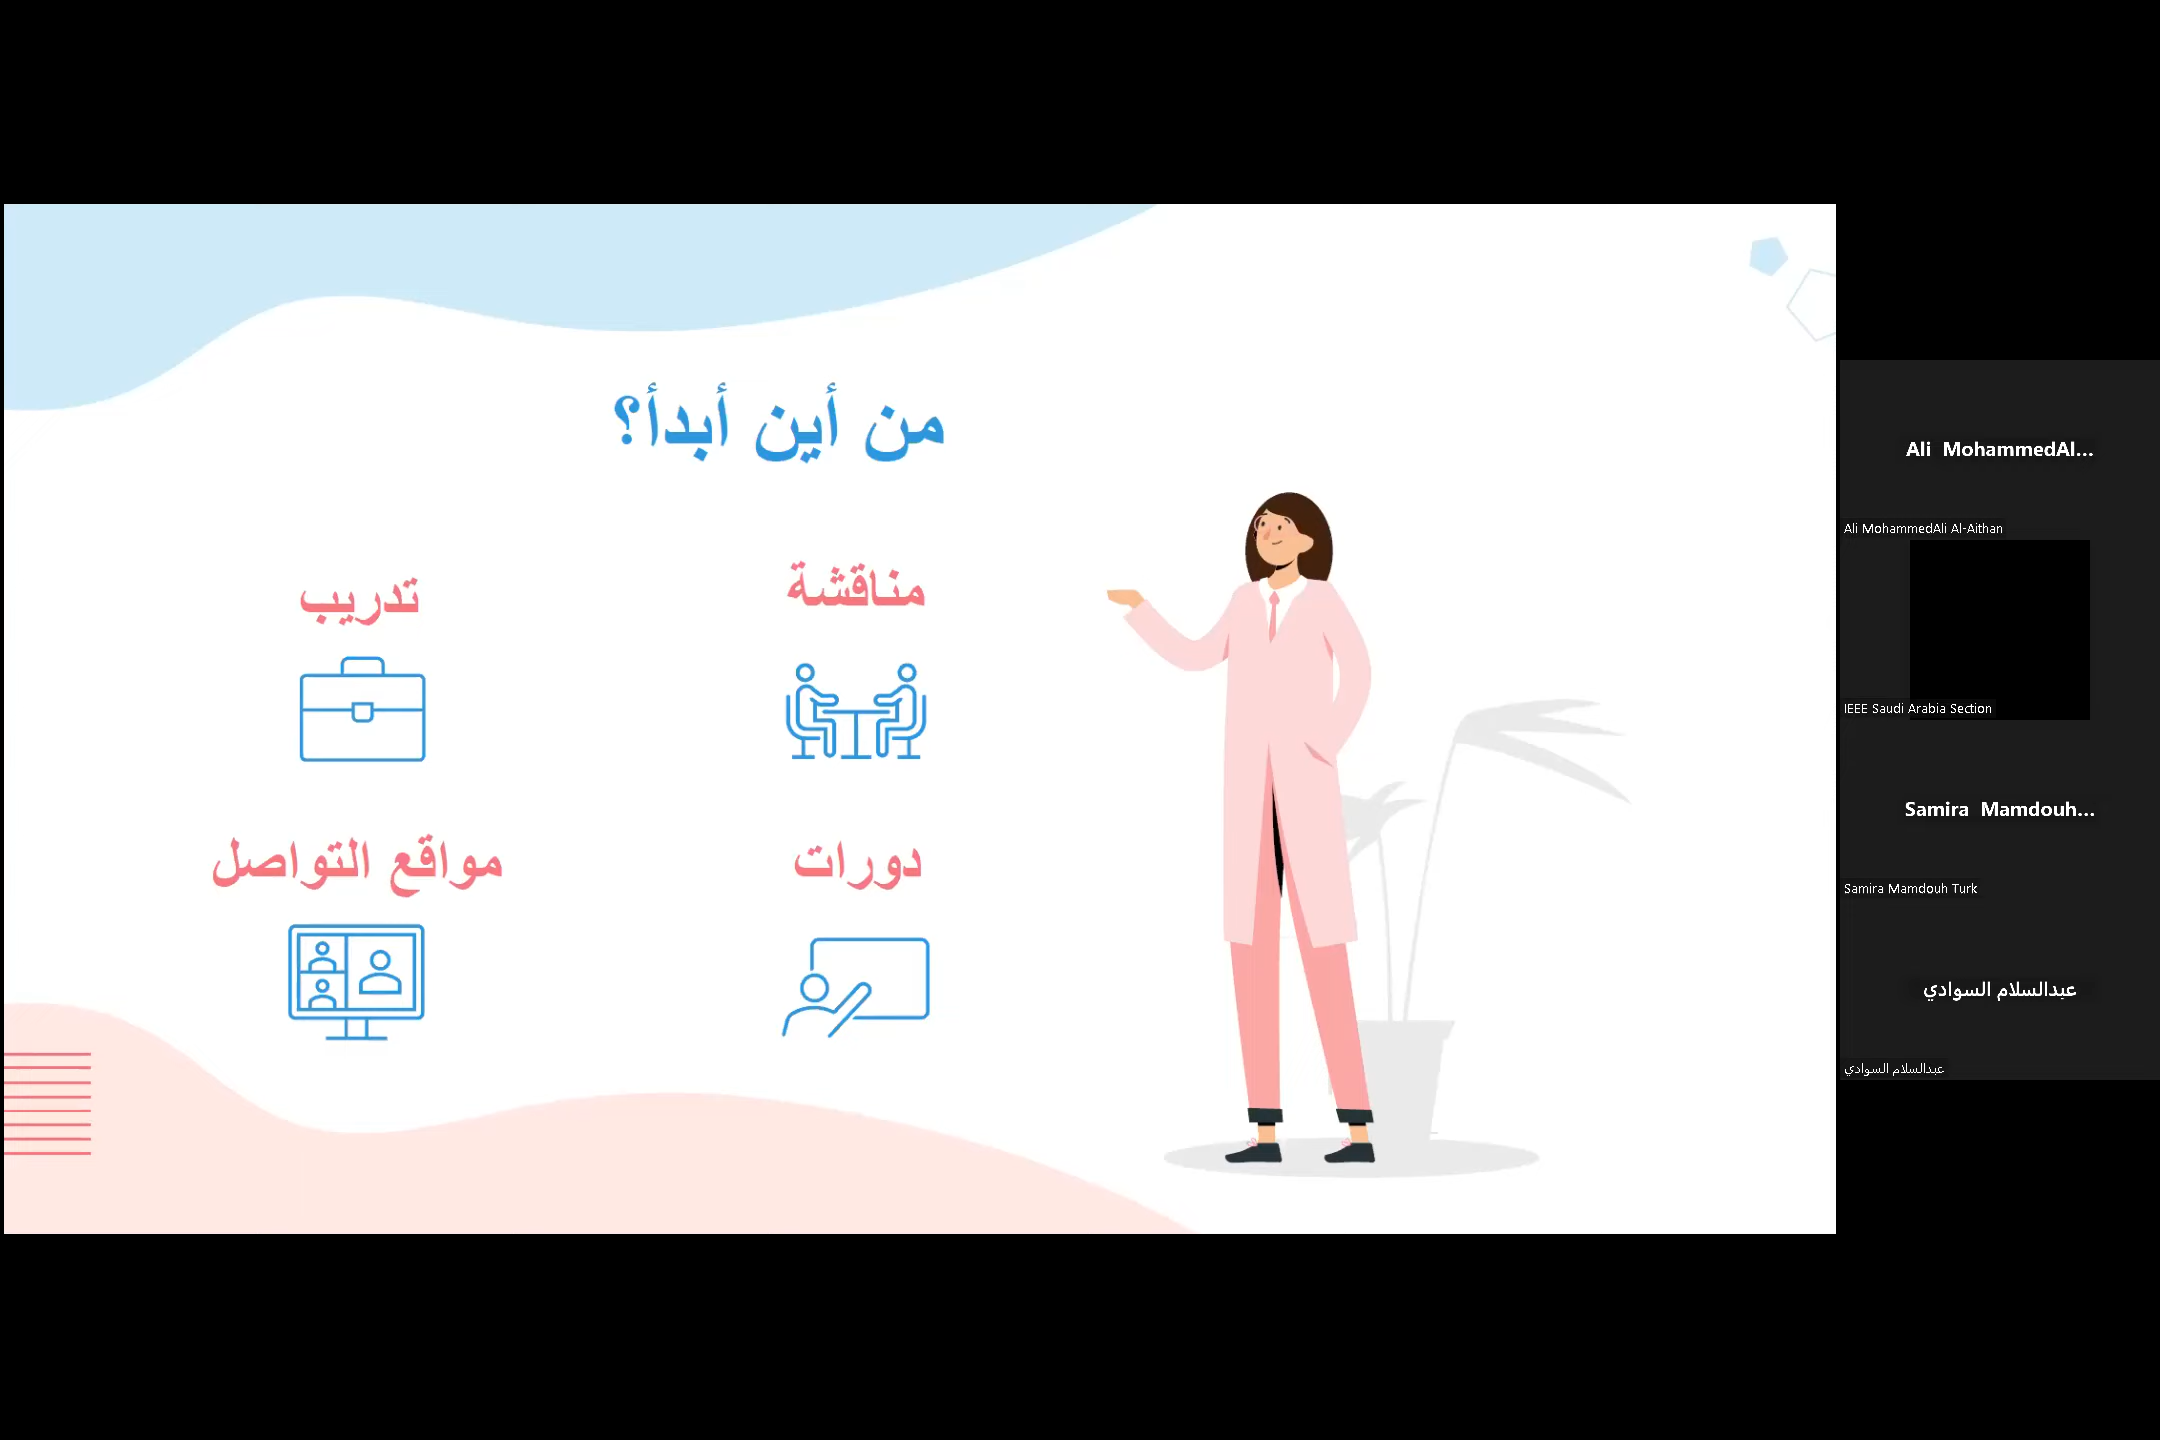 من أين أبدأ؟
مناقشة
تدريب
دورات
مواقع التواصل
Ali MohammedAl...
Ali MohammedAli Al-Aithan
IEEE Saudi Arabia Section
Samira Mamdouh...
Samira Mamdouh Turk
عبدالسلام السوادي
عبدالسلام السوادي